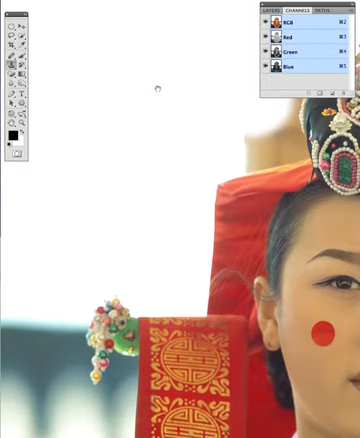 LAYERS CHANNELS PATHS
RGB ⌘2
Red ⌘3
Green ⌘4
Blue ⌘5